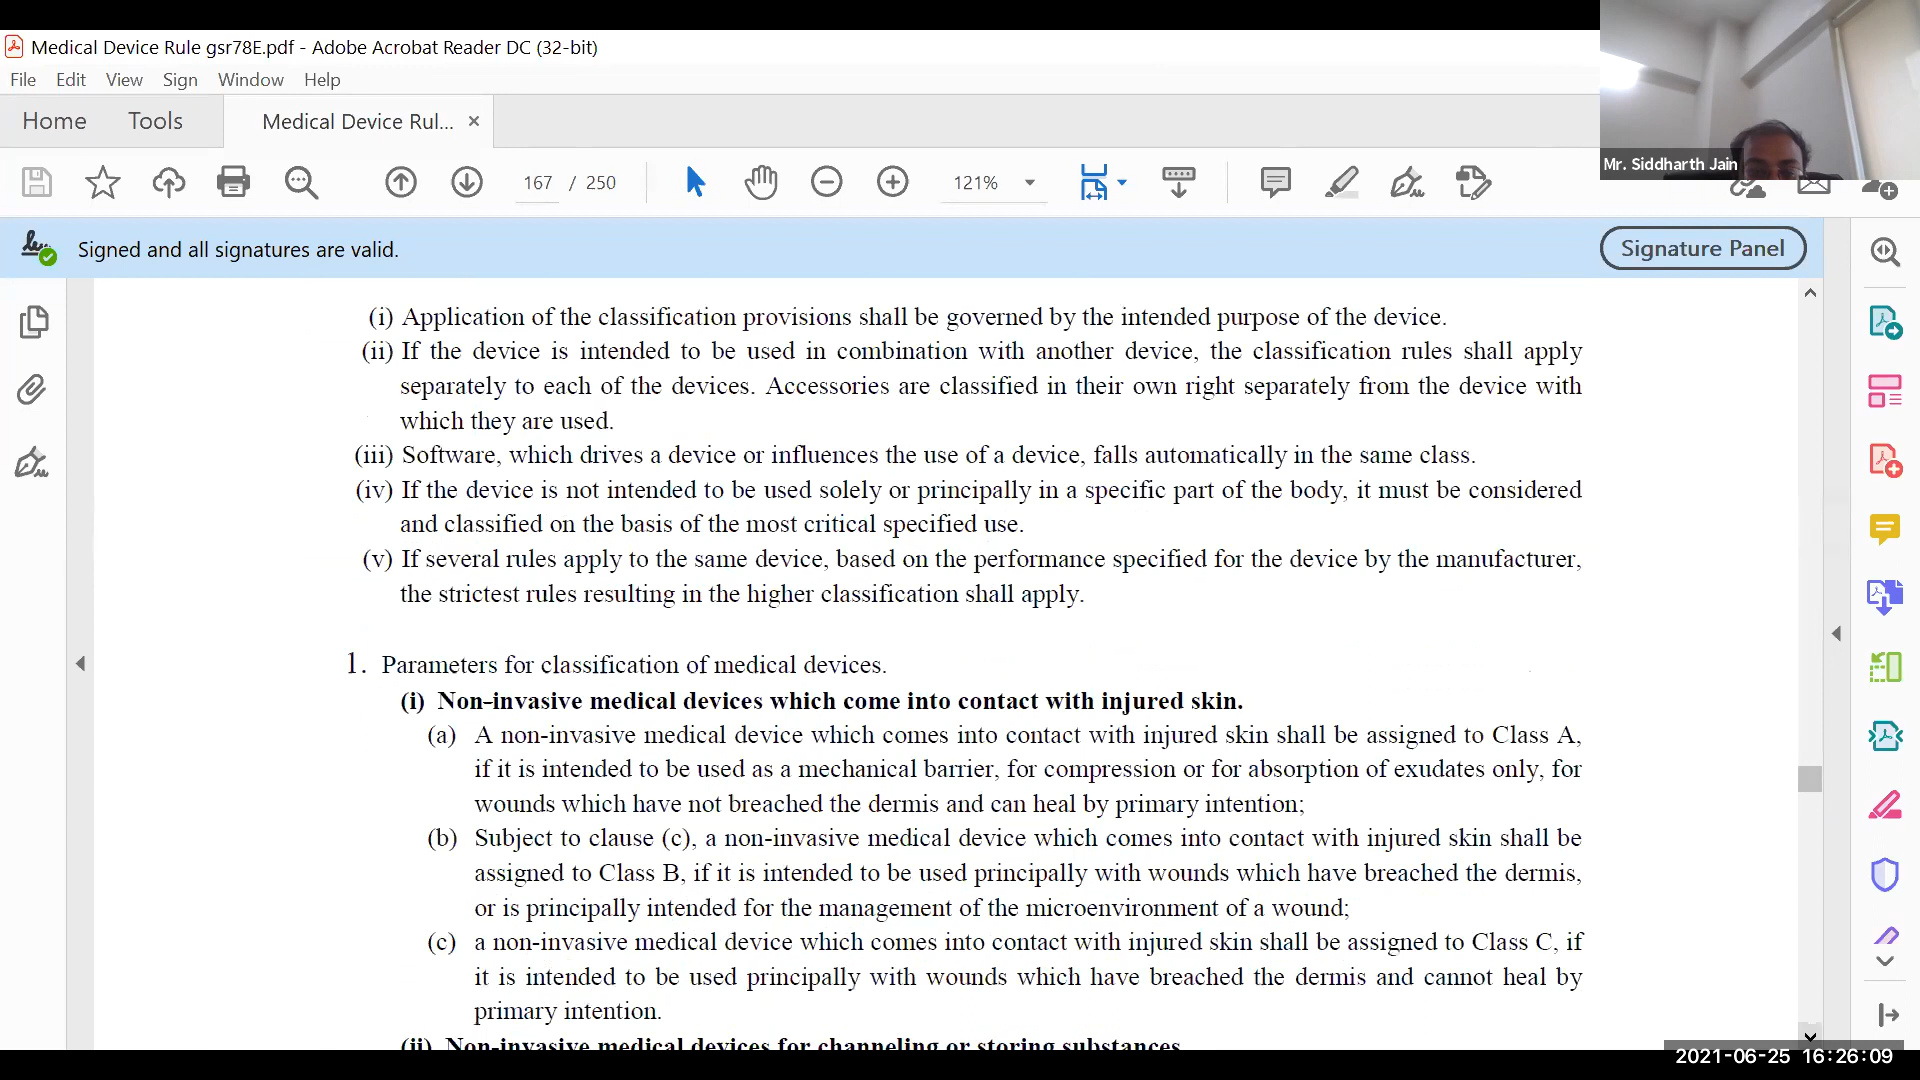 Medical Device Rule gsr78E.pdf - Adobe Acrobat Reader DC (32-bit)
File Edit View Sign Window Help
Home Tools Medical Device Rul... ×
167 / 250 121%
Mr. Siddharth Jain
Signed and all signatures are valid.
Signature Panel
(i) Application of the classification provisions shall be governed by the intended purpose of the device.
(ii) If the device is intended to be used in combination with another device, the classification rules shall apply
separately to each of the devices. Accessories are classified in their own right separately from the device with
which they are used.
(iii) Software, which drives a device or influences the use of a device, falls automatically in the same class.
(iv) If the device is not intended to be used solely or principally in a specific part of the body, it must be considered
and classified on the basis of the most critical specified use.
(v) If several rules apply to the same device, based on the performance specified for the device by the manufacturer,
the strictest rules resulting in the higher classification shall apply.
1. Parameters for classification of medical devices.
(i) Non-invasive medical devices which come into contact with injured skin.
(a) A non-invasive medical device which comes into contact with injured skin shall be assigned to Class A,
if it is intended to be used as a mechanical barrier, for compression or for absorption of exudates only, for
wounds which have not breached the dermis and can heal by primary intention;
(b) Subject to clause (c), a non-invasive medical device which comes into contact with injured skin shall be
assigned to Class B, if it is intended to be used principally with wounds which have breached the dermis,
or is principally intended for the management of the microenvironment of a wound;
(c) a non-invasive medical device which comes into contact with injured skin shall be assigned to Class C, if
it is intended to be used principally with wounds which have breached the dermis and cannot heal by
primary intention.
(ii) Non-invasive medical devices for channeling or storing substances
2021-06-25 16:26:09